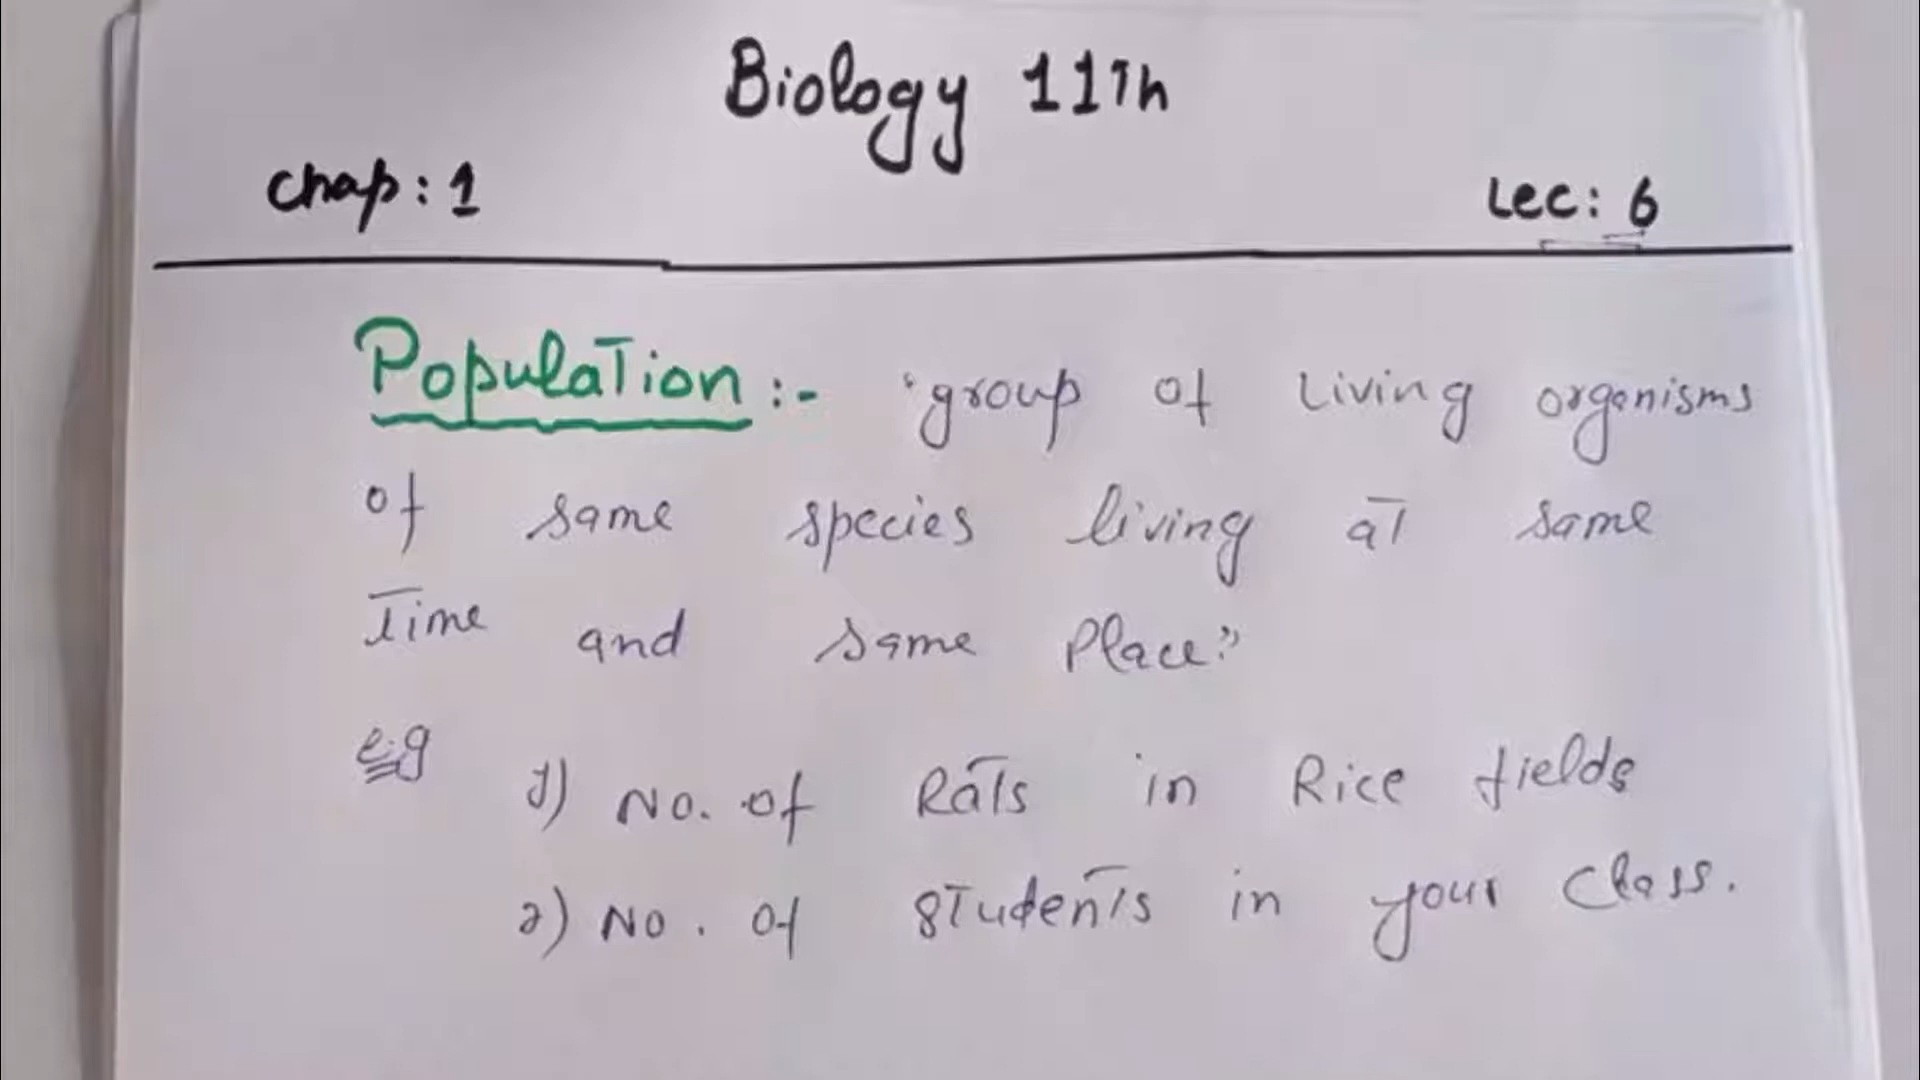 Biology 11Th
Chap: 1
Lec: 6
Population :- "group of Living organisms
of same species living at same
Time and same Place"
e.g
1) No. of Rats in Rice fields
2) No. of students in your Class.